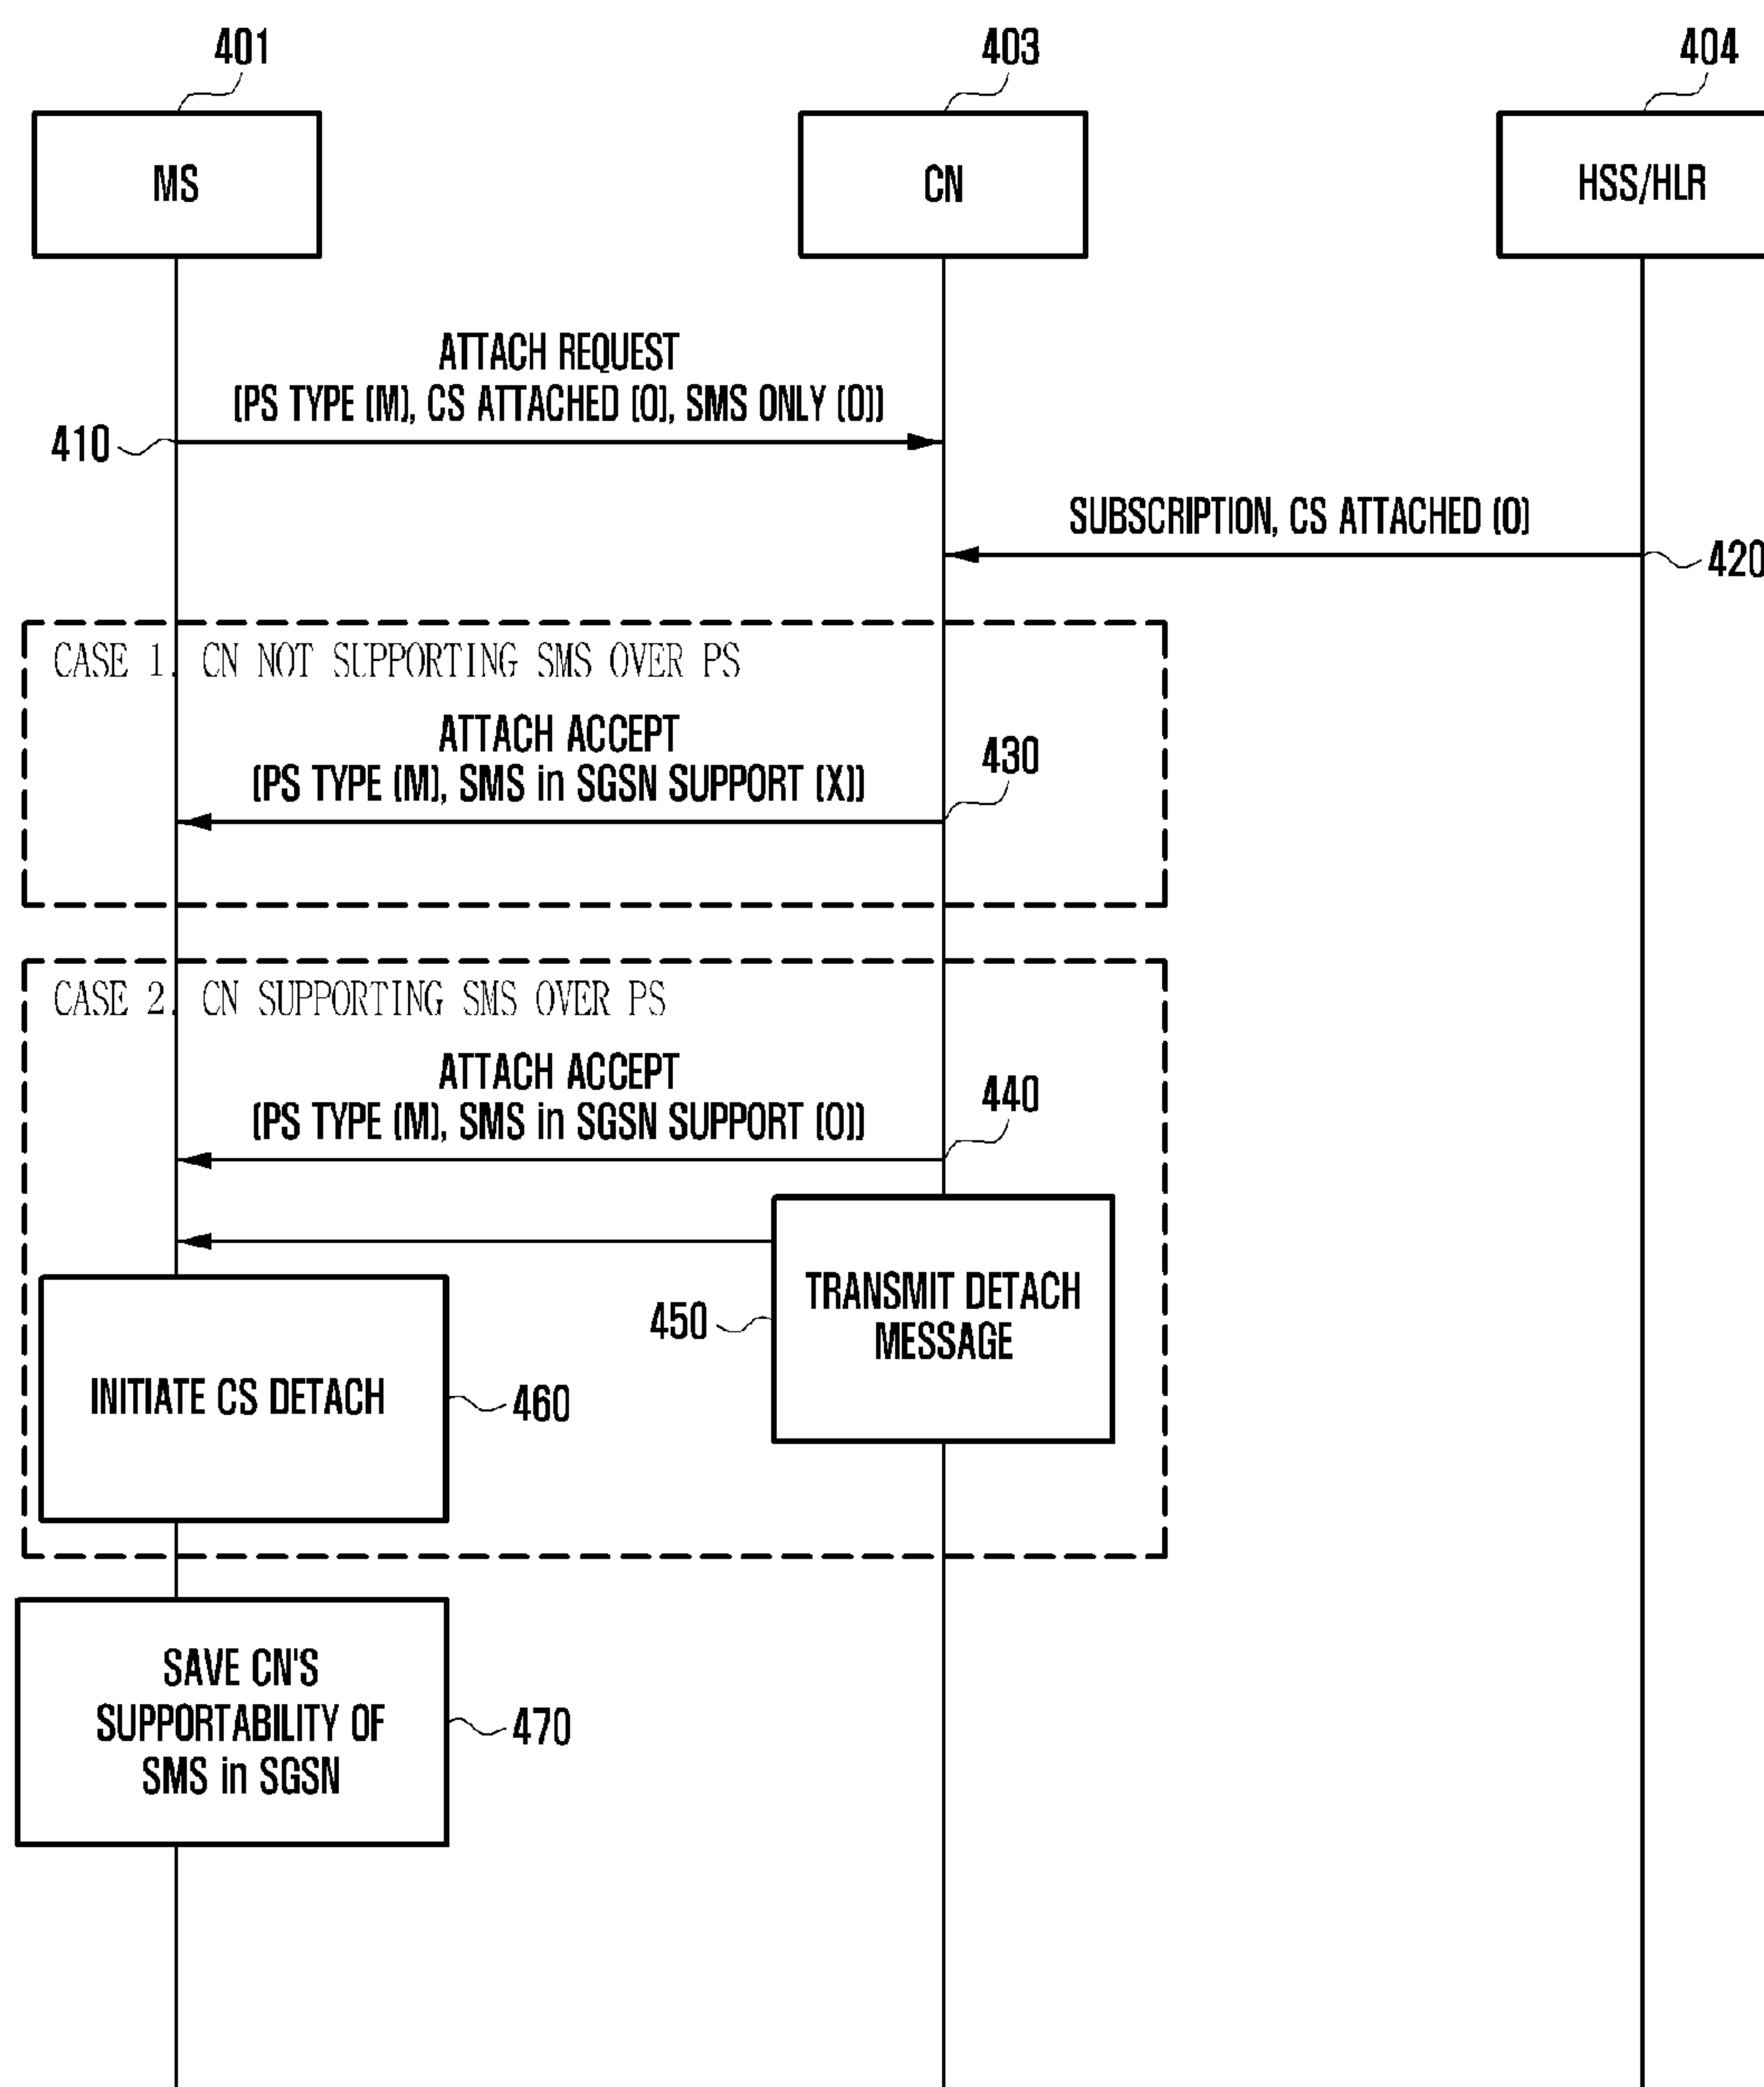 401
403
404
MS
CN
HSS/HLR
ATTACH REQUEST
(PS TYPE (M), CS ATTACHED (O), SMS ONLY (O))
410
SUBSCRIPTION, CS ATTACHED (O)
420
CASE 1. CN NOT SUPPORTING SMS OVER PS
ATTACH ACCEPT
(PS TYPE (M), SMS in SGSN SUPPORT (X))
430
CASE 2. CN SUPPORTING SMS OVER PS
ATTACH ACCEPT
(PS TYPE (M), SMS in SGSN SUPPORT (O))
440
TRANSMIT DETACH
MESSAGE
450
INITIATE CS DETACH
460
SAVE CN'S
SUPPORTABILITY OF
SMS in SGSN
470